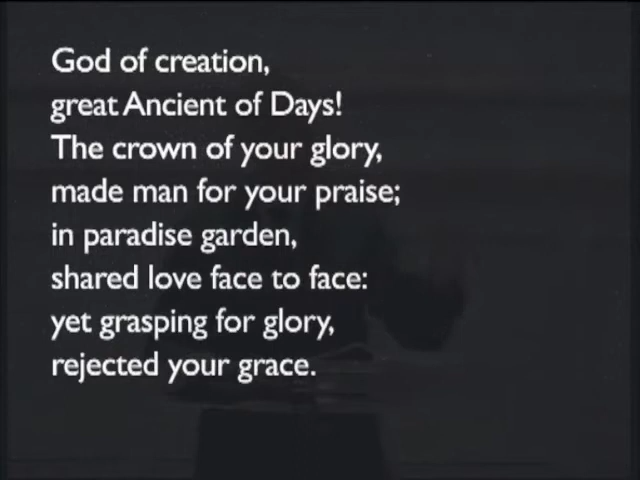 God of creation,
great Ancient of Days!
The crown of your glory,
made man for your praise;
in paradise garden,
shared love face to face:
yet grasping for glory,
rejected your grace.